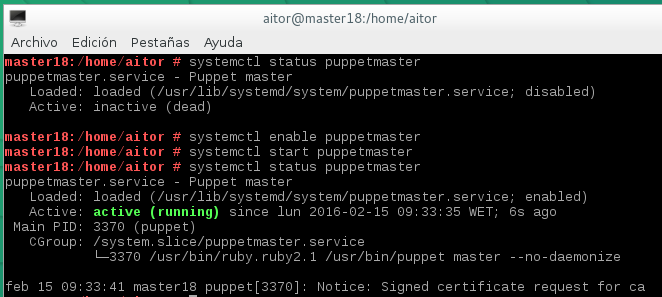 aitor@master18:/home/aitor
Archivo Edición Pestañas Ayuda
master18:/home/aitor # systemctl status puppetmaster
puppetmaster.service - Puppet master
   Loaded: loaded (/usr/lib/systemd/system/puppetmaster.service; disabled)
   Active: inactive (dead)
master18:/home/aitor # systemctl enable puppetmaster
master18:/home/aitor # systemctl start puppetmaster
master18:/home/aitor # systemctl status puppetmaster
puppetmaster.service - Puppet master
   Loaded: loaded (/usr/lib/systemd/system/puppetmaster.service; enabled)
   Active: active (running) since lun 2016-02-15 09:33:35 WET; 6s ago
 Main PID: 3370 (puppet)
   CGroup: /system.slice/puppetmaster.service
           └─3370 /usr/bin/ruby.ruby2.1 /usr/bin/puppet master --no-daemonize
feb 15 09:33:41 master18 puppet[3370]: Notice: Signed certificate request for ca